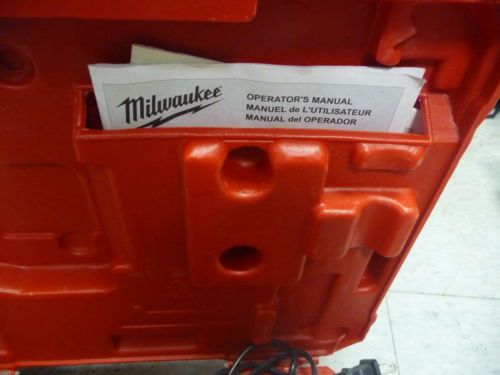 Milwaukee
OPERATOR'S MANUAL
MANUEL de L'UTILISATEUR
MANUAL del OPERADOR